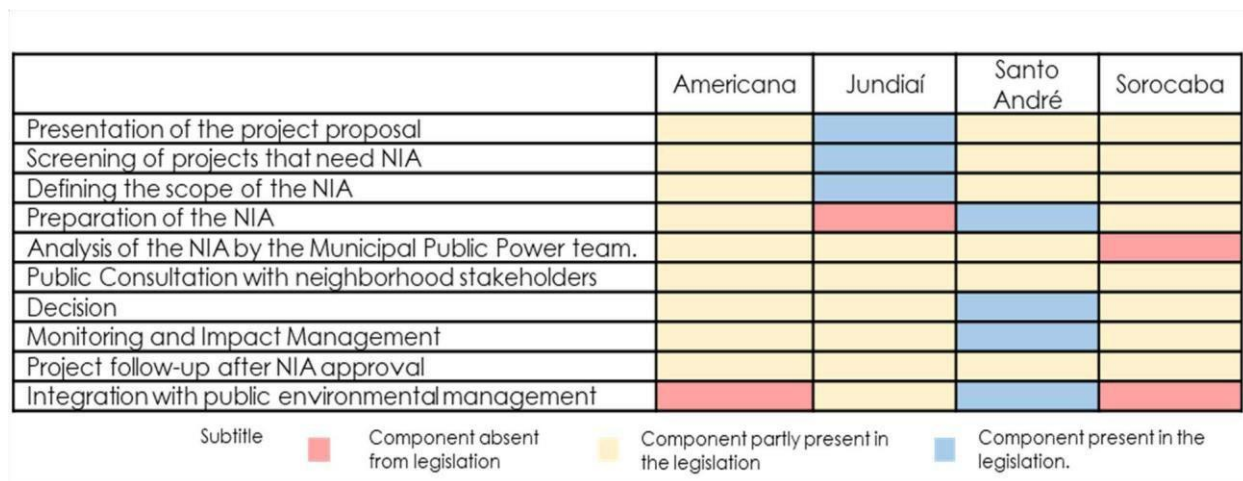 Americana Jundiaí Santo André Sorocaba
Presentation of the project proposal
Screening of projects that need NIA
Defining the scope of the NIA
Preparation of the NIA
Analysis of the NIA by the Municipal Public Power team.
Public Consultation with neighborhood stakeholders
Decision
Monitoring and Impact Management
Project follow-up after NIA approval
Integration with public environmental management
Subtitle
Component absent
from legislation
Component partly present in
the legislation
Component present in the
legislation.